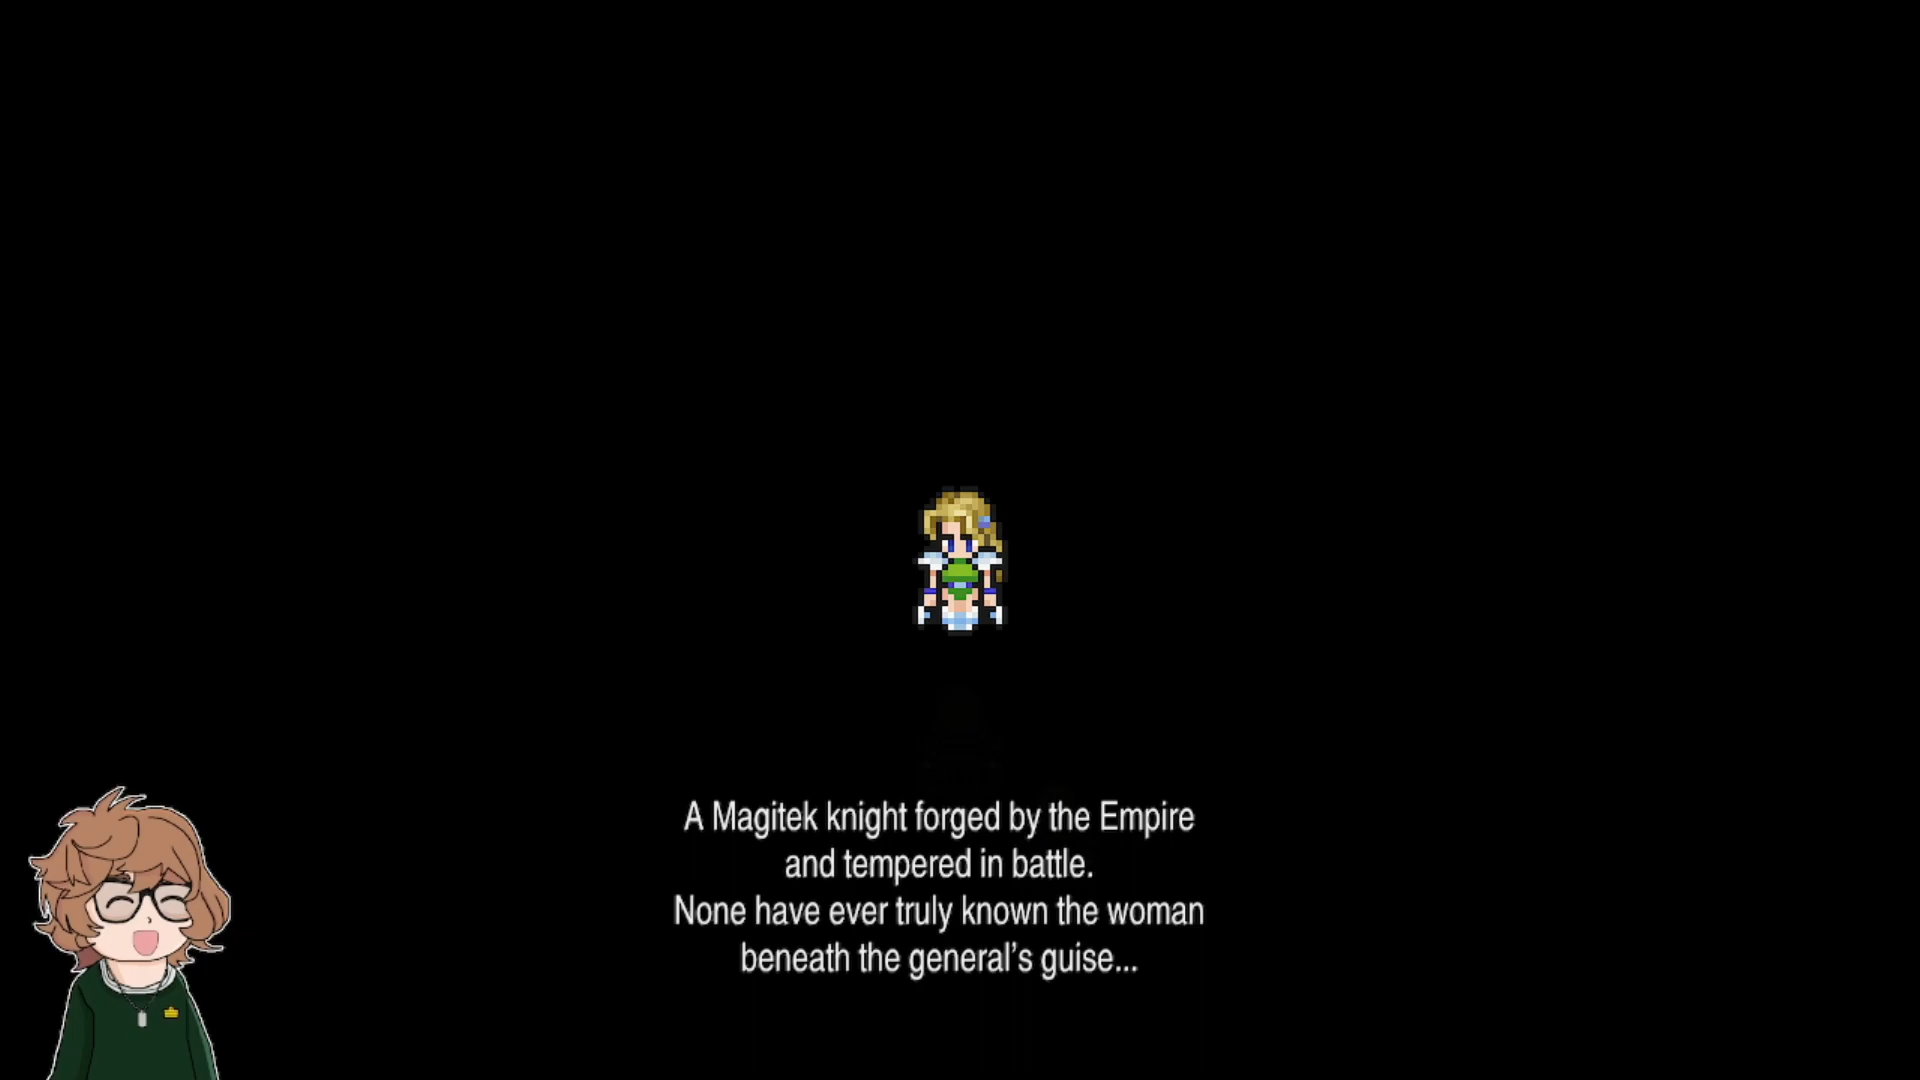 A Magitek knight forged by the Empire
and tempered in battle.
None have ever truly known the woman
beneath the general’s guise...